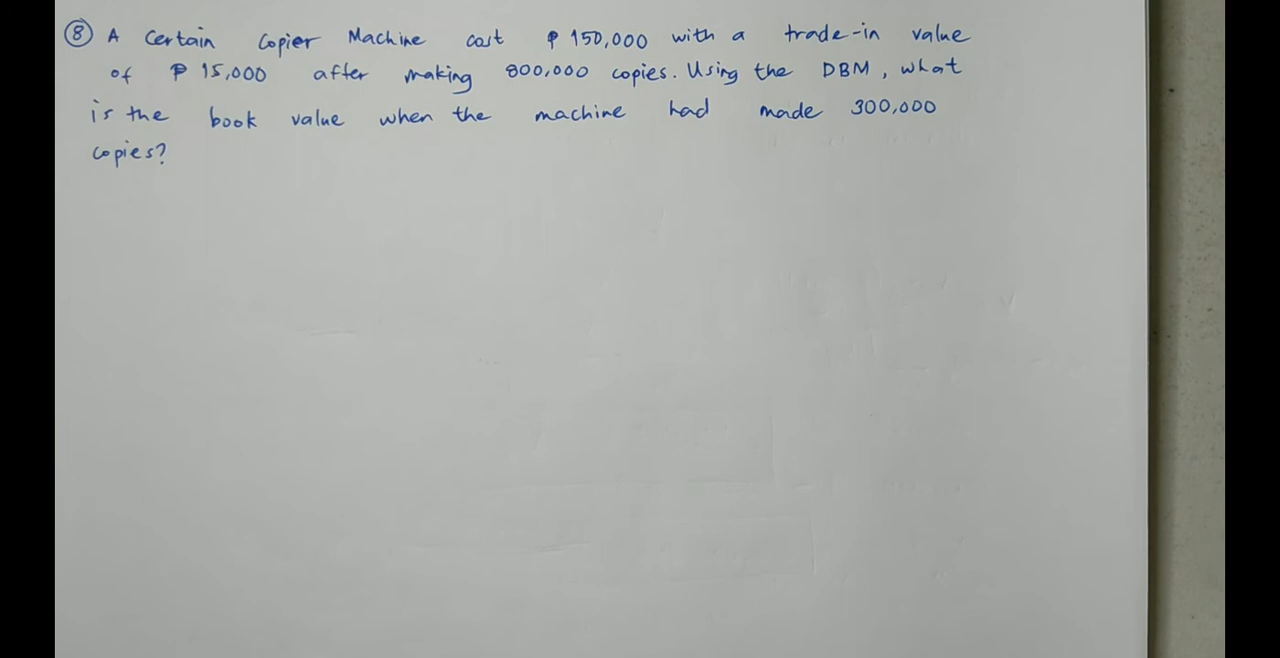 ⑧ A Certain Copier Machine cost ₱ 150,000 with a trade-in value
of ₱ 15,000 after making 800,000 copies. Using the DBM, what
is the book value when the machine had made 300,000
copies?